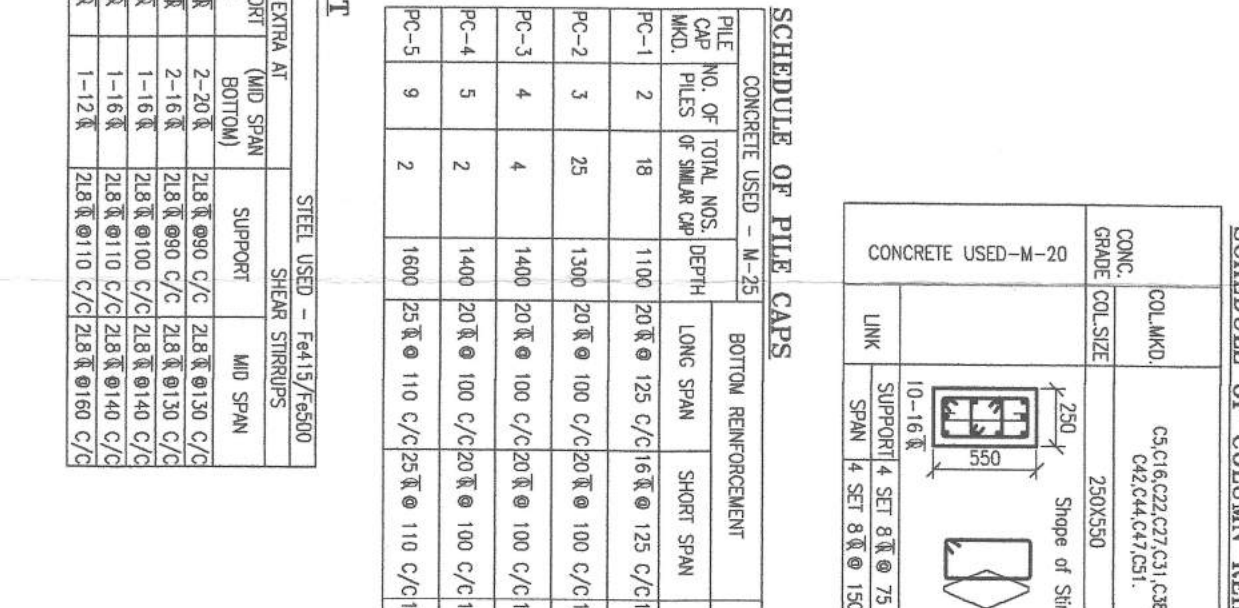 SCHEDULE OF PILE CAPS
CONCRETE USED - M-25
BOTTOM REINFORCEMENT
PILE CAP MKD. NO. OF PILES TOTAL NOS. OF SIMILAR CAP DEPTH LONG SPAN SHORT SPAN
PC-1 2 18 1100 20 @ 125 C/C 16 @ 125 C/C
PC-2 3 25 1300 20 @ 100 C/C 20 @ 100 C/C
PC-3 4 4 1400 20 @ 100 C/C 20 @ 100 C/C
PC-4 5 2 1400 20 @ 100 C/C 20 @ 100 C/C
PC-5 9 2 1600 25 @ 110 C/C 25 @ 110 C/C
STEEL USED - Fe415/Fe500
EXTRA AT
SHEAR STIRRUPS
(MID SPAN BOTTOM) SUPPORT MID SPAN
2-20 2L8 @90 C/C 2L8 @130 C/C
2-16 2L8 @90 C/C 2L8 @130 C/C
1-16 2L8 @100 C/C 2L8 @140 C/C
1-16 2L8 @110 C/C 2L8 @140 C/C
1-12 2L8 @110 C/C 2L8 @160 C/C
CONC. GRADE COL.MKD. C5,C16,C22,C27,C31,
C42,C44,C47,C51.
COL.SIZE 250X550
CONCRETE USED-M-20
250
550
10-16
Shape of
LINK SUPPORT 4 SET 8 @ 75
SPAN 4 SET 8 @ 150